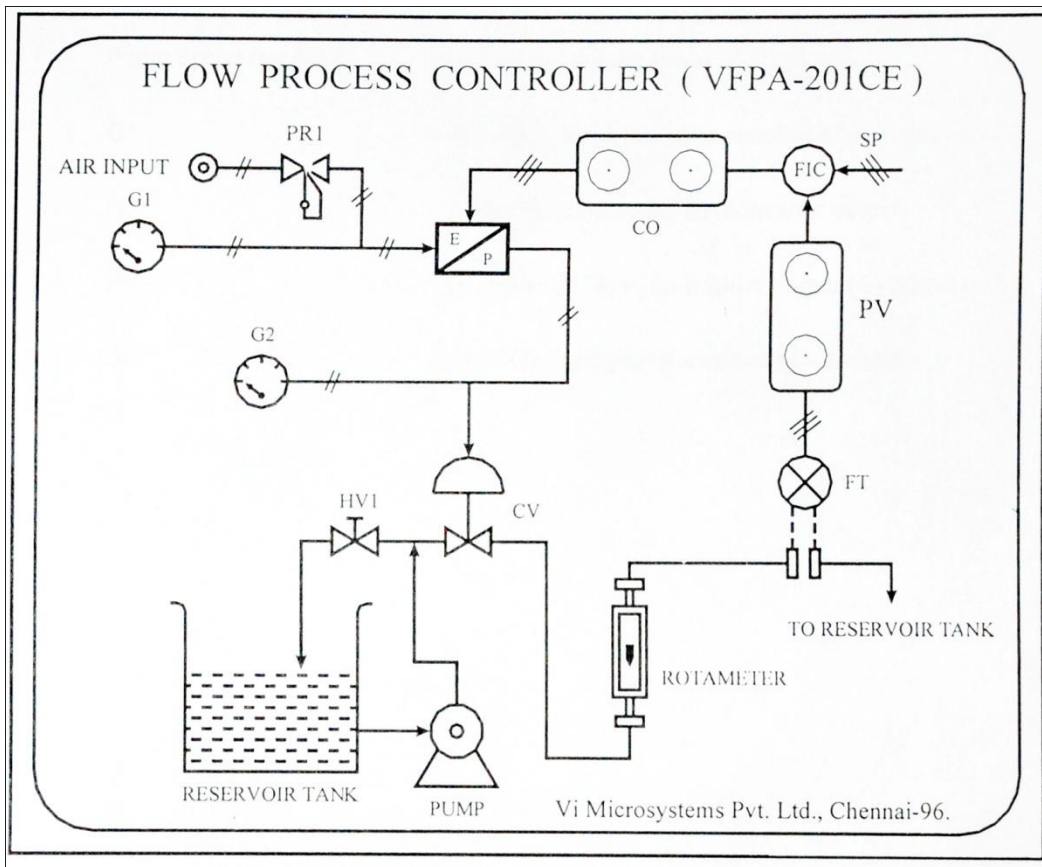 FLOW PROCESS CONTROLLER ( VFPA-201CE )
PR1
SP
AIR INPUT
FIC
G1
CO
E
P
PV
G2
FT
HV1
CV
TO RESERVOIR TANK
ROTAMETER
RESERVOIR TANK
PUMP
Vi Microsystems Pvt. Ltd., Chennai-96.